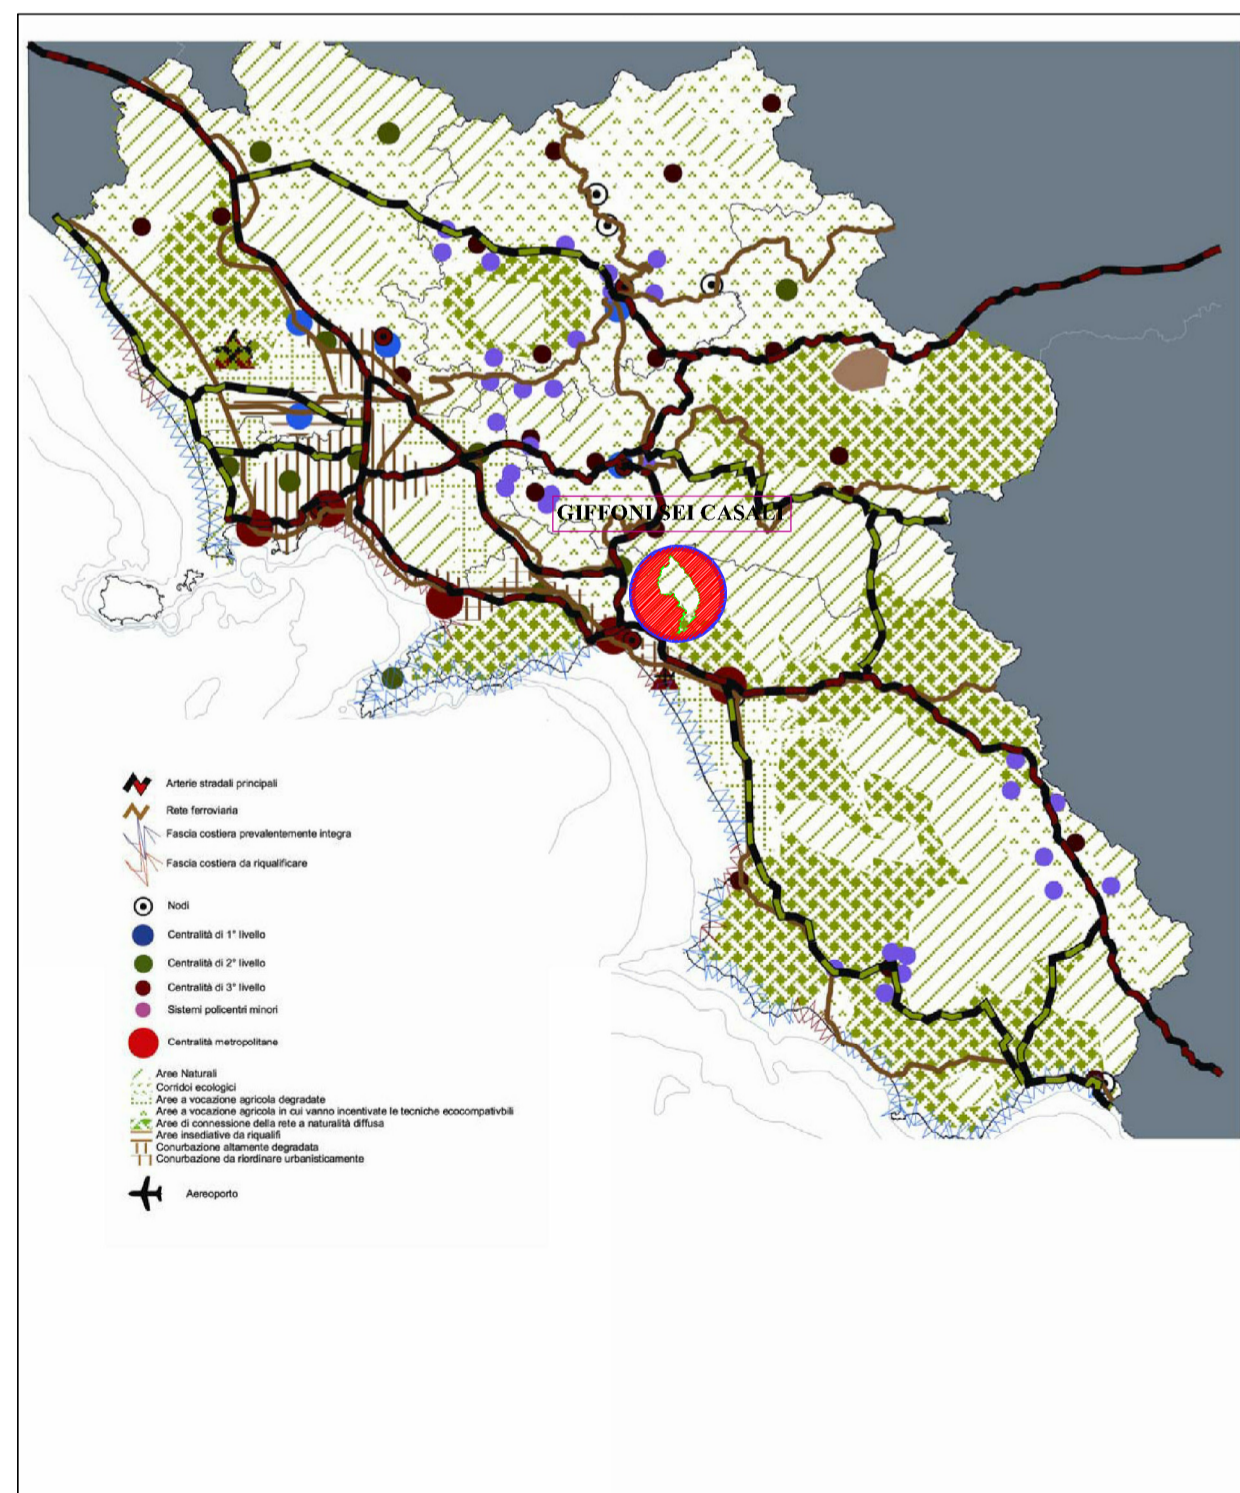 GIFFONI SEI CASALI
Arterie stradali principali
Rete ferroviaria
Fascia costiera prevalentemente integra
Fascia costiera da riqualificare
Nodi
Centralità di 1° livello
Centralità di 2° livello
Centralità di 3° livello
Sistemi policentri minori
Centralità metropolitane
Aree Naturali
Corridoi ecologici
Aree a vocazione agricola degradate
Aree a vocazione agricola in cui vanno incentivate le tecniche ecocompativbili
Aree di connessione della rete a naturalità diffusa
Aree insediative da riqualifi
Conurbazione altamente degradata
Conurbazione da riordinare urbanisticamente
Aereoporto